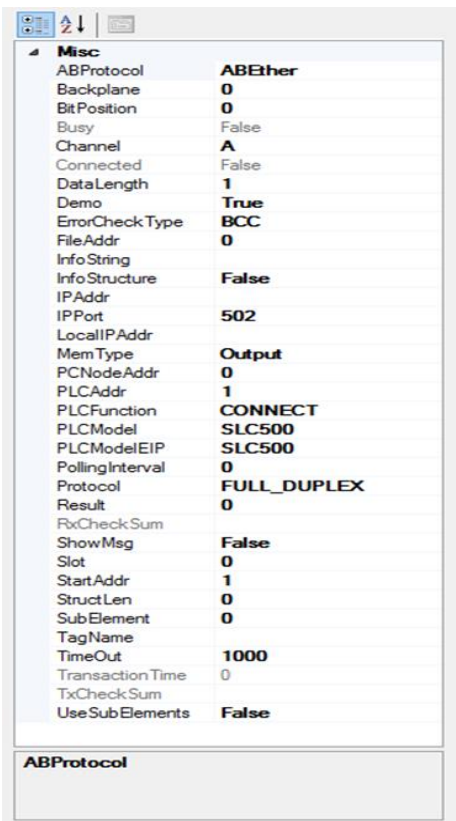 A
Z
Misc
ABProtocol ABEther
Backplane 0
BitPosition 0
Busy False
Channel A
Connected False
DataLength 1
Demo True
ErrorCheckType BCC
FileAddr 0
InfoString
InfoStructure False
IPAddr
IPPort 502
LocalIPAddr
MemType Output
PCNodeAddr 0
PLCAddr 1
PLCFunction CONNECT
PLCModel SLC500
PLCModelEIP SLC500
PollingInterval 0
Protocol FULL_DUPLEX
Result 0
RxCheckSum
ShowMsg False
Slot 0
StartAddr 1
StructLen 0
SubElement 0
TagName
TimeOut 1000
TransactionTime 0
TxCheckSum
UseSubElements False
ABProtocol